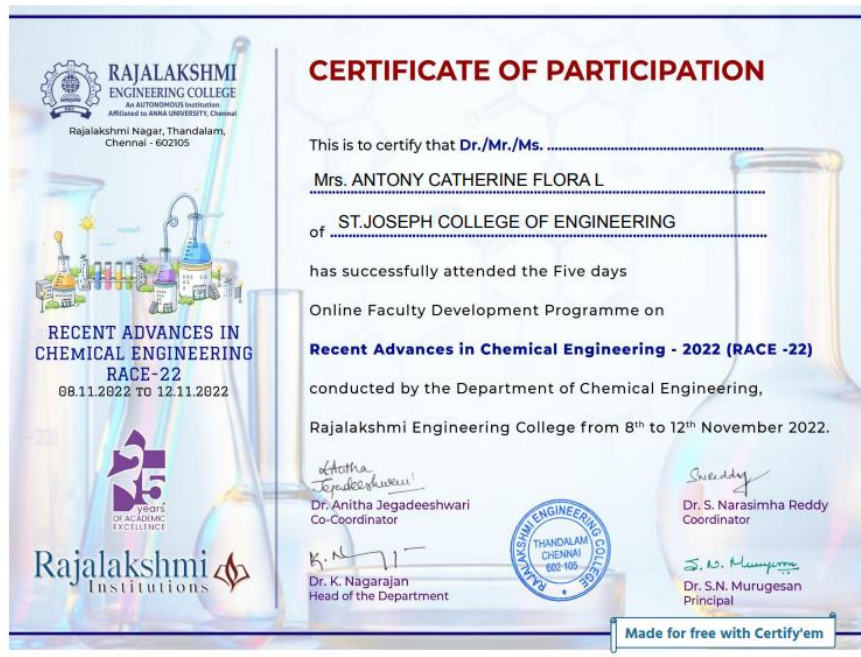 RAJALAKSHMI
ENGINEERING COLLEGE
An AUTONOMOUS Institution
Affiliated to ANNA UNIVERSITY, Chennai
Rajalakshmi Nagar, Thandalam,
Chennai - 602105
RECENT ADVANCES IN
CHEMICAL ENGINEERING
RACE-22
08.11.2022 TO 12.11.2022
25
years
OF ACADEMIC
EXCELLENCE
Rajalakshmi
Institutions
CERTIFICATE OF PARTICIPATION
This is to certify that Dr./Mr./Ms. ......................................................
Mrs. ANTONY CATHERINE FLORA L
of ST.JOSEPH COLLEGE OF ENGINEERING
has successfully attended the Five days
Online Faculty Development Programme on
Recent Advances in Chemical Engineering - 2022 (RACE -22)
conducted by the Department of Chemical Engineering,
Rajalakshmi Engineering College from 8th to 12th November 2022.
Dr. Anitha Jegadeeshwari
Co-Coordinator
Dr. S. Narasimha Reddy
Coordinator
RAJALAKSHMI ENGINEERING COLLEGE
THANDALAM
CHENNAI
602 105
K. N
Dr. K. Nagarajan
Head of the Department
S. N. Murugesan
Dr. S.N. Murugesan
Principal
Made for free with Certify'em